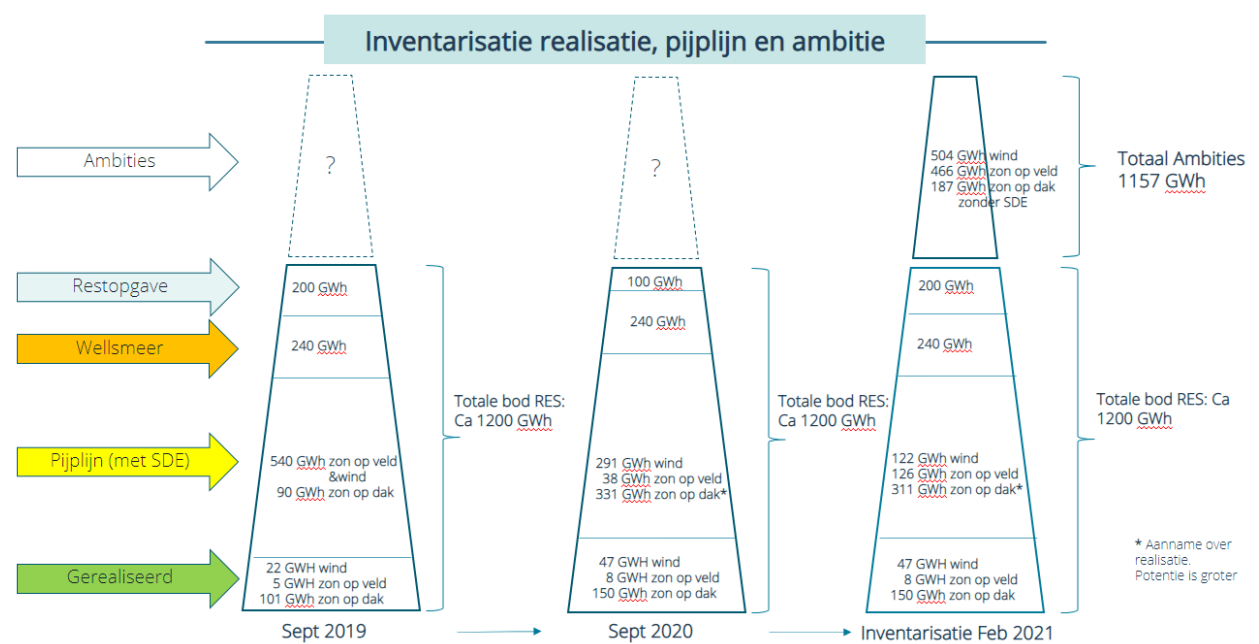 Inventarisatie realisatie, pijplijn en ambitie
Ambities
Restopgave
Wellsmeer
Pijplijn (met SDE)
Gerealiseerd
?
200 GWh
240 GWh
540 GWh zon op veld
&wind
90 GWh zon op dak
22 GWH wind
5 GWH zon op veld
101 GWh zon op dak
Totale bod RES:
Ca 1200 GWh
Sept 2019
?
100 GWh
240 GWh
291 GWh wind
38 GWh zon op veld
331 GWh zon op dak*
47 GWH wind
8 GWH zon op veld
150 GWh zon op dak
Totale bod RES:
Ca 1200 GWh
Sept 2020
504 GWh wind
466 GWh zon op veld
187 GWh zon op dak
zonder SDE
Totaal Ambities
1157 GWh
200 GWh
240 GWh
122 GWh wind
126 GWh zon op veld
311 GWh zon op dak*
47 GWH wind
8 GWH zon op veld
150 GWh zon op dak
Totale bod RES: Ca
1200 GWh
Inventarisatie Feb 2021
* Aanname over
realisatie.
Potentie is groter